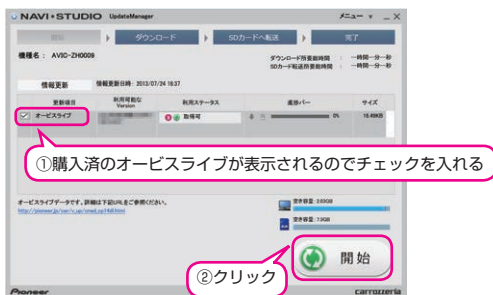 NAVI+STUDIO UpdateManager
メニュー
開始
ダウンロード
SDカードへ転送
完了
機種名 : AVIC-ZH0009
ダウンロード所要総時間 : --時間--分--秒
SDカード転送所要総時間 : --時間--分--秒
情報更新
情報更新日時 : 2013/07/24 16:37
更新項目
利用可能な Version
利用ステータス
進捗バー
サイズ
オービスライブ
取得可
0%
16.49KB
①購入済のオービスライブが表示されるのでチェックを入れる
オービスライブデータです。詳細は下記URLをご参照ください。
空き容量:
空き容量:
②クリック
開始
Pioneer
carrozzeria